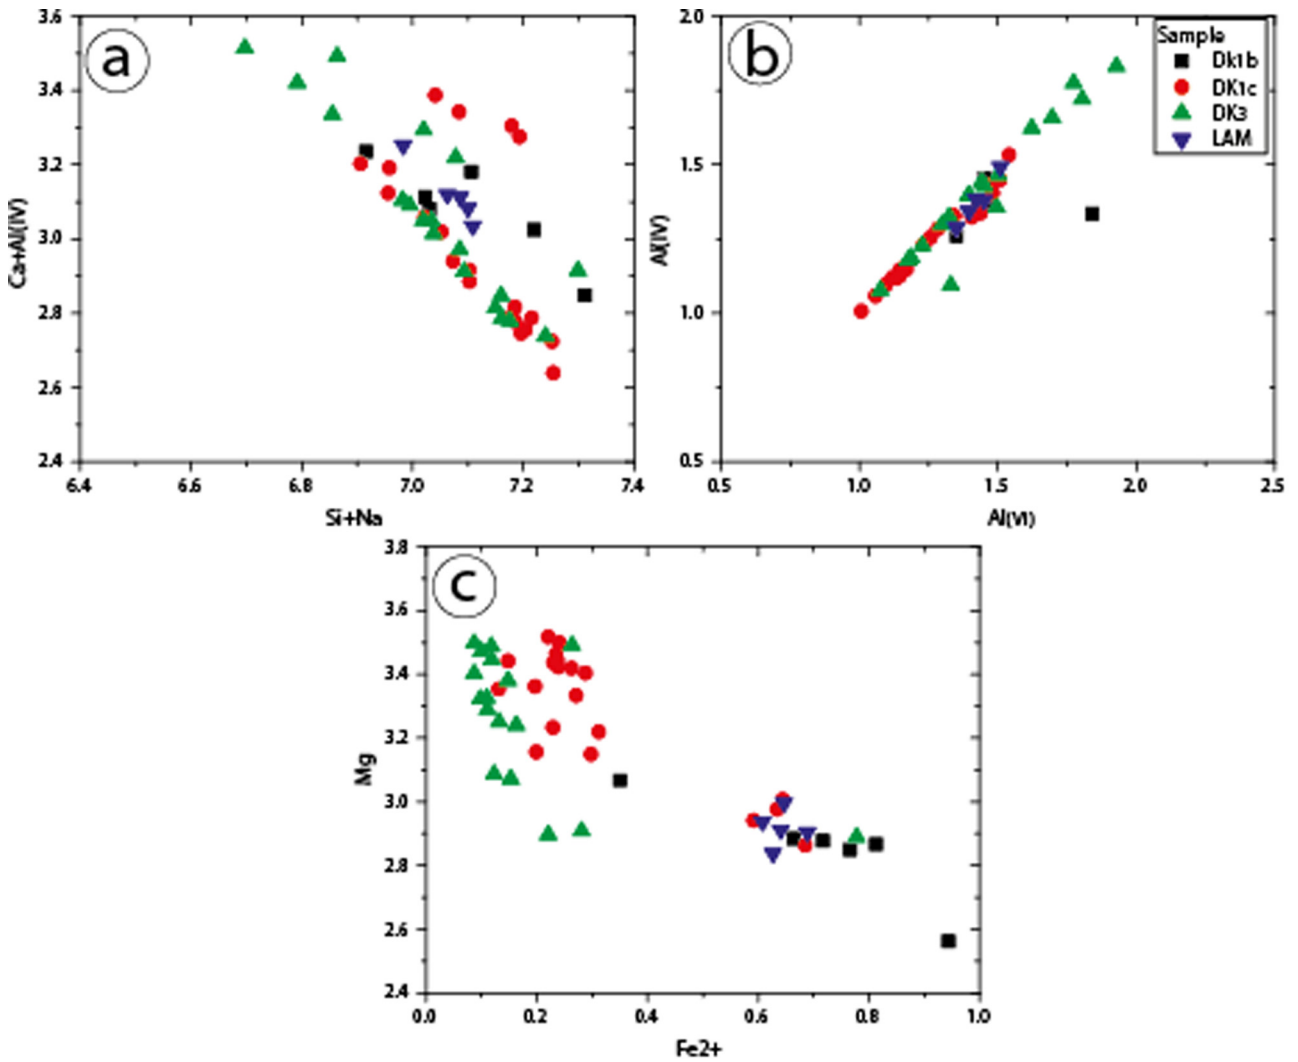 a
3.6
3.4
3.2
3.0
2.8
2.6
2.4
Ca+Al(IV)
6.4 6.6 6.8 7.0 7.2 7.4
Si+Na
b
2.0
1.5
1.0
0.5
Al(IV)
0.5 1.0 1.5 2.0 2.5
Al(VI)
Sample
Dk1b
DK1c
DK3
LAM
c
3.8
3.6
3.4
3.2
3.0
2.8
2.6
2.4
Mg
0.0 0.2 0.4 0.6 0.8 1.0
Fe2+